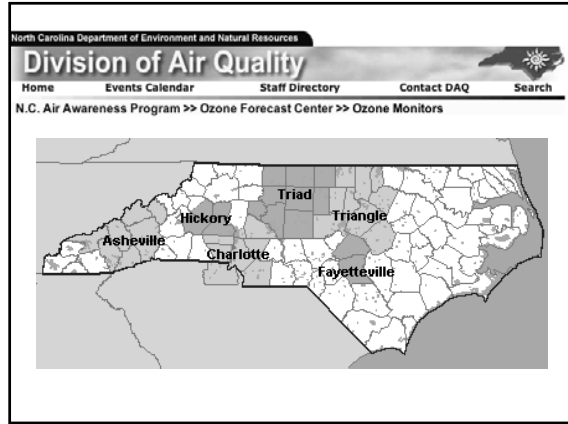 North Carolina Department of Environment and Natural Resources
Division of Air Quality
Home Events Calendar Staff Directory Contact DAQ Search
N.C. Air Awareness Program >> Ozone Forecast Center >> Ozone Monitors
Triad
Hickory Triangle
Asheville
Charlotte
Fayetteville